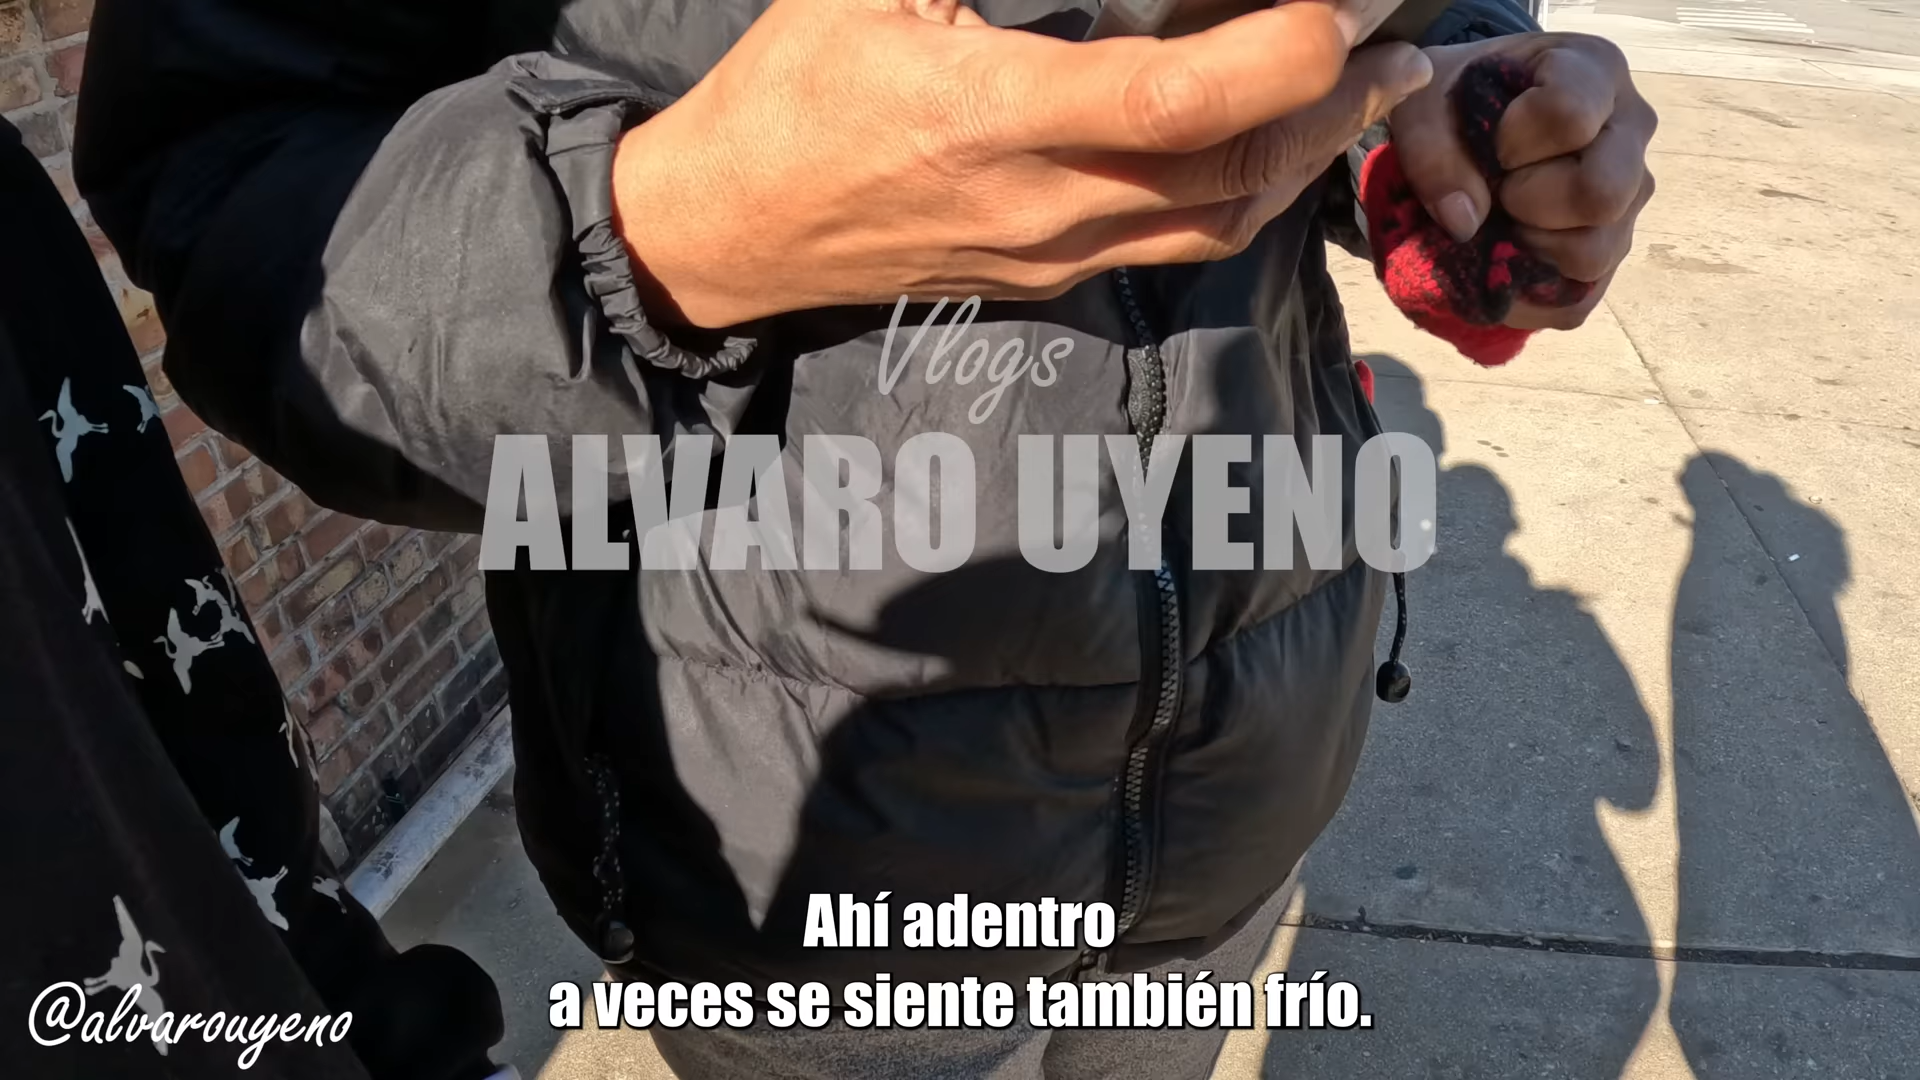 Vlogs
ALVARO UYENO
Ahí adentro
a veces se siente también frío.
@alvarouyeno